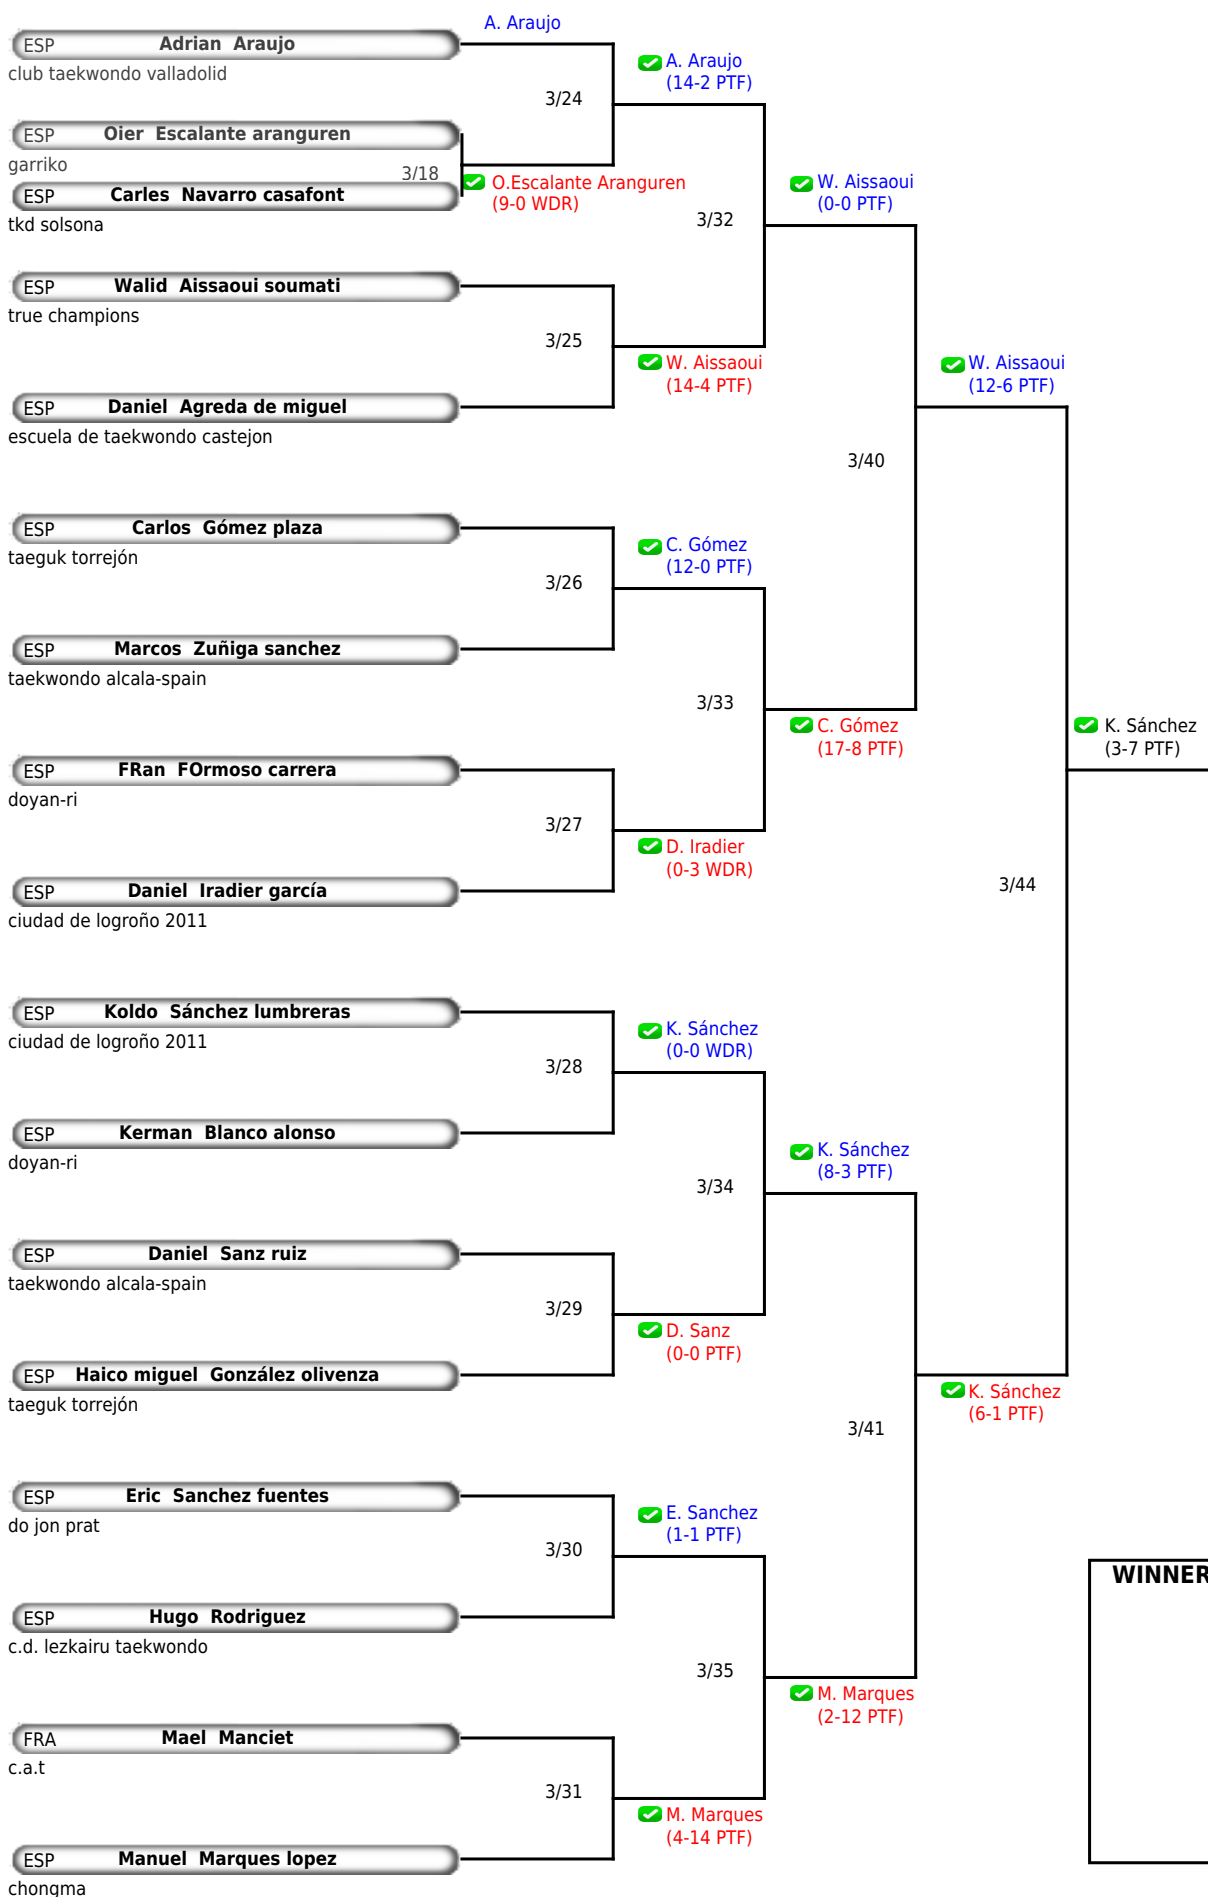 A. Araujo
ESP Adrian Araujo
club taekwondo valladolid
A. Araujo
(14-2 PTF)
3/24
ESP Oier Escalante aranguren
garriko
3/18
O.Escalante Aranguren
(9-0 WDR)
ESP Carles Navarro casafont
tkd solsona
W. Aissaoui
(0-0 PTF)
3/32
ESP Walid Aissaoui soumati
true champions
3/25
W. Aissaoui
(14-4 PTF)
W. Aissaoui
(12-6 PTF)
ESP Daniel Agreda de miguel
escuela de taekwondo castejon
3/40
ESP Carlos Gómez plaza
taeguk torrejón
C. Gómez
(12-0 PTF)
3/26
ESP Marcos Zuñiga sanchez
taekwondo alcala-spain
3/33
C. Gómez
(17-8 PTF)
K. Sánchez
(3-7 PTF)
ESP FRan FOrmoso carrera
doyan-ri
3/27
D. Iradier
(0-3 WDR)
3/44
ESP Daniel Iradier garcía
ciudad de logroño 2011
ESP Koldo Sánchez lumbreras
ciudad de logroño 2011
K. Sánchez
(0-0 WDR)
3/28
ESP Kerman Blanco alonso
doyan-ri
K. Sánchez
(8-3 PTF)
3/34
ESP Daniel Sanz ruiz
taekwondo alcala-spain
3/29
D. Sanz
(0-0 PTF)
ESP Haico miguel González olivenza
taeguk torrejón
K. Sánchez
(6-1 PTF)
3/41
ESP Eric Sanchez fuentes
do jon prat
E. Sanchez
(1-1 PTF)
3/30
WINNER
ESP Hugo Rodriguez
c.d. lezkairu taekwondo
3/35
M. Marques
(2-12 PTF)
FRA Mael Manciet
c.a.t
3/31
M. Marques
(4-14 PTF)
ESP Manuel Marques lopez
chongma